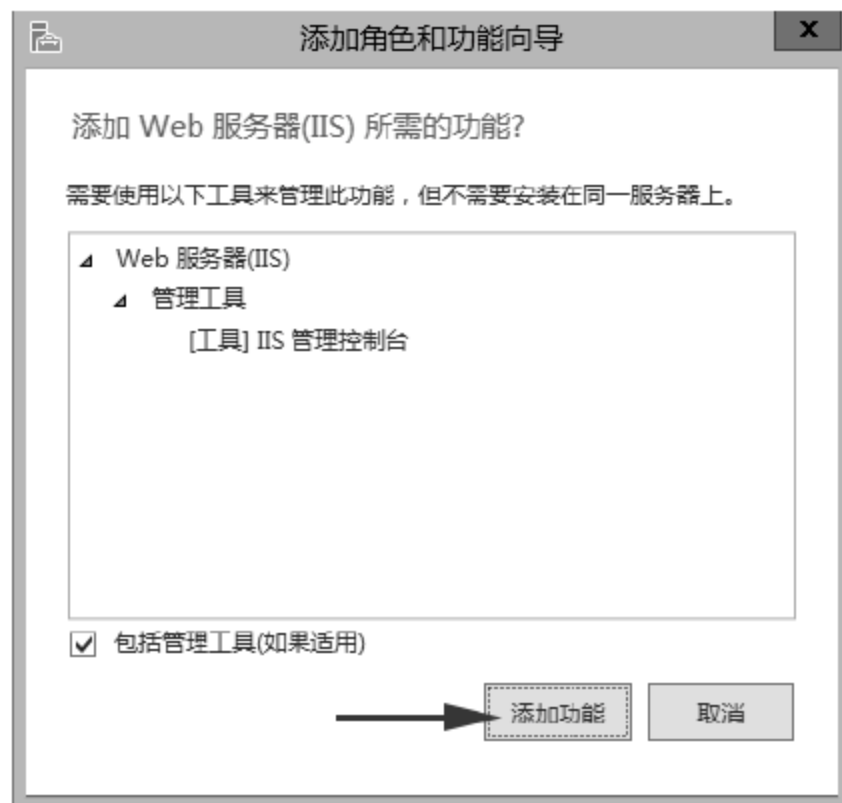 添加角色和功能向导
x
添加 Web 服务器(IIS) 所需的功能?
需要使用以下工具来管理此功能，但不需要安装在同一服务器上。
Web 服务器(IIS)
管理工具
[工具] IIS 管理控制台
包括管理工具(如果适用)
添加功能 取消